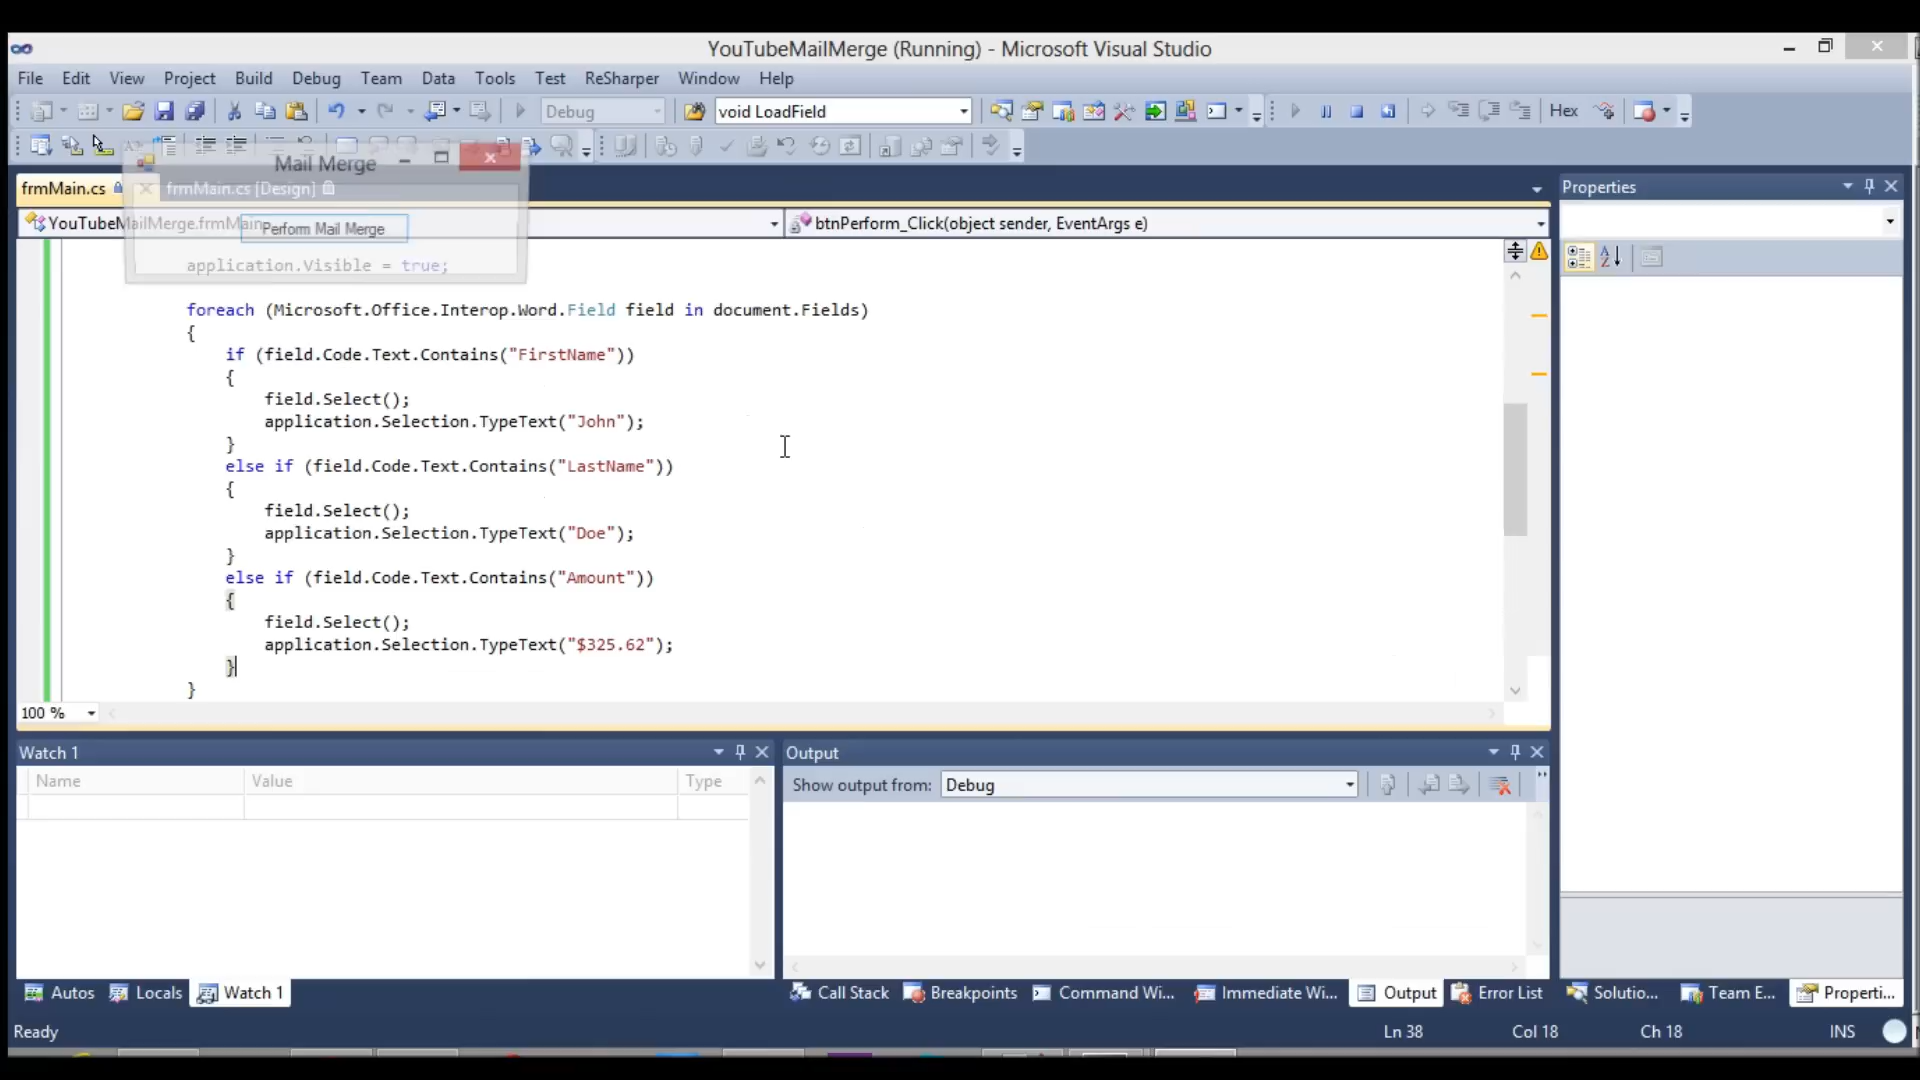 YouTubeMailMerge (Running) - Microsoft Visual Studio
File Edit View Project Build Debug Team Data Tools Test ReSharper Window Help
Debug void LoadField Hex
Mail Merge
frmMain.cs frmMain.cs [Design]
YouTubeMailMerge.frmMain btnPerform_Click(object sender, EventArgs e)
Perform Mail Merge
application.Visible = true;
foreach (Microsoft.Office.Interop.Word.Field field in document.Fields)
{
if (field.Code.Text.Contains("FirstName"))
{
field.Select();
application.Selection.TypeText("John");
}
else if (field.Code.Text.Contains("LastName"))
{
field.Select();
application.Selection.TypeText("Doe");
}
else if (field.Code.Text.Contains("Amount"))
{
field.Select();
application.Selection.TypeText("$325.62");
}
}
100 %
Properties
Watch 1
Name Value Type
Output
Show output from: Debug
Autos Locals Watch 1
Call Stack Breakpoints Command Wi... Immediate Wi... Output Error List Solutio... Team E... Properti...
Ready Ln 38 Col 18 Ch 18 INS